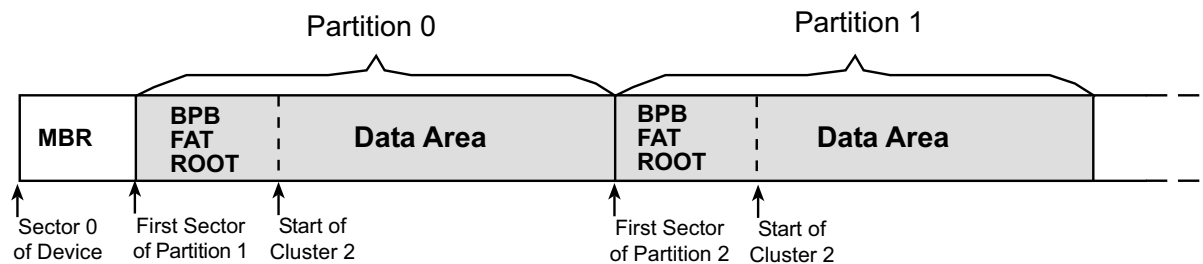 Partition 0
Partition 1
MBR
BPB
FAT
ROOT
Data Area
BPB
FAT
ROOT
Data Area
Sector 0
of Device
First Sector
of Partition 1
Start of
Cluster 2
First Sector
of Partition 2
Start of
Cluster 2